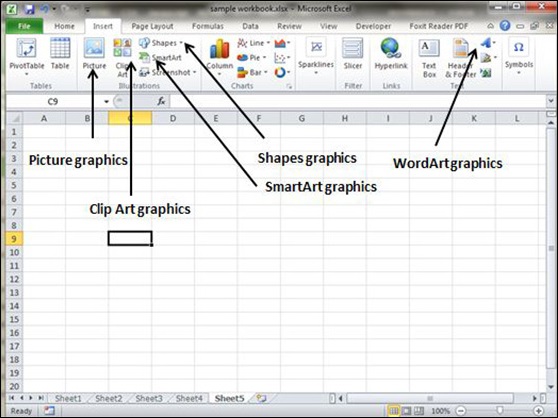 sample workbook.xlsx - Microsoft Excel
File Home Insert Page Layout Formulas Data Review View Developer Foxit Reader PDF
PivotTable Table Picture Clip Art Shapes SmartArt Screenshot Column Line Pie Bar Sparklines Slicer Hyperlink Text Box Header & Footer Symbols
Tables Illustrations Charts Filter Links Text
C9 fx
A B C D E F G H I J K L
1
2
3
Picture graphics Shapes graphics WordArt graphics
4
5
SmartArt graphics
6
7
Clip Art graphics
8
9
10
11
12
13
14
15
16
17
18
19
20
Sheet1 Sheet2 Sheet3 Sheet4 Sheet5
Ready 100%